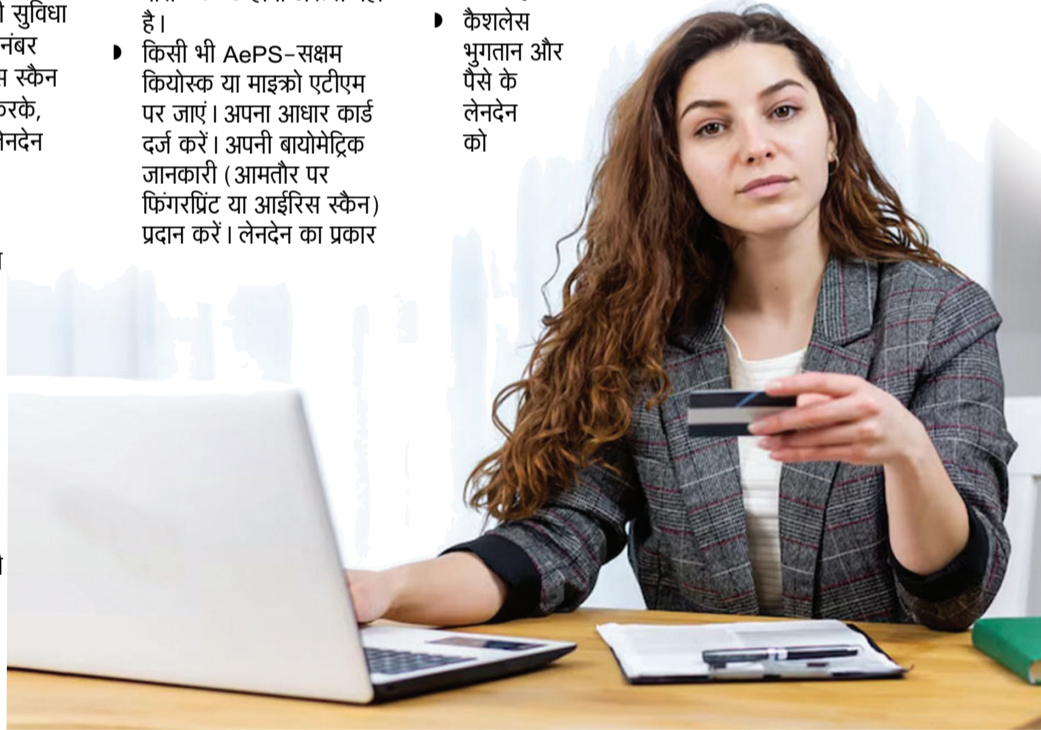 सुविधा
नंबर
स्कैन
करके,
लेनदेन
है।
◗ किसी भी AePS-सक्षम
कियोस्क या माइक्रो एटीएम
पर जाएं। अपना आधार कार्ड
दर्ज करें। अपनी बायोमेट्रिक
जानकारी (आमतौर पर
फिंगरप्रिंट या आईरिस स्कैन)
प्रदान करें। लेनदेन का प्रकार
◗ कैशलेस
भुगतान और
पैसे के
लेनदेन
को